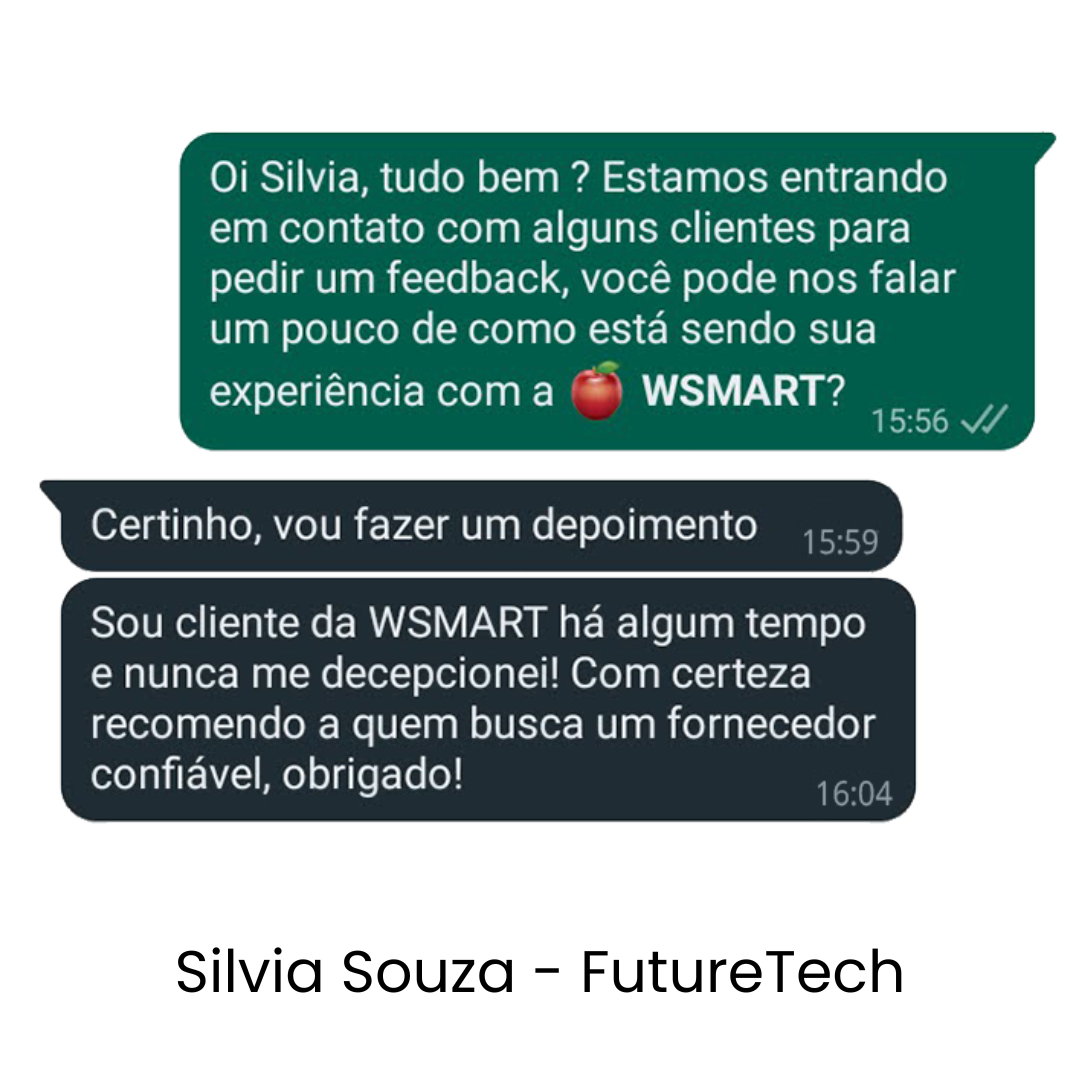 Oi Silvia, tudo bem ? Estamos entrando
em contato com alguns clientes para
pedir um feedback, você pode nos falar
um pouco de como está sendo sua
experiência com a 🍎 WSMART?
15:56
Certinho, vou fazer um depoimento
15:59
Sou cliente da WSMART há algum tempo
e nunca me decepcionei! Com certeza
recomendo a quem busca um fornecedor
confiável, obrigado!
16:04
Silvia Souza - FutureTech